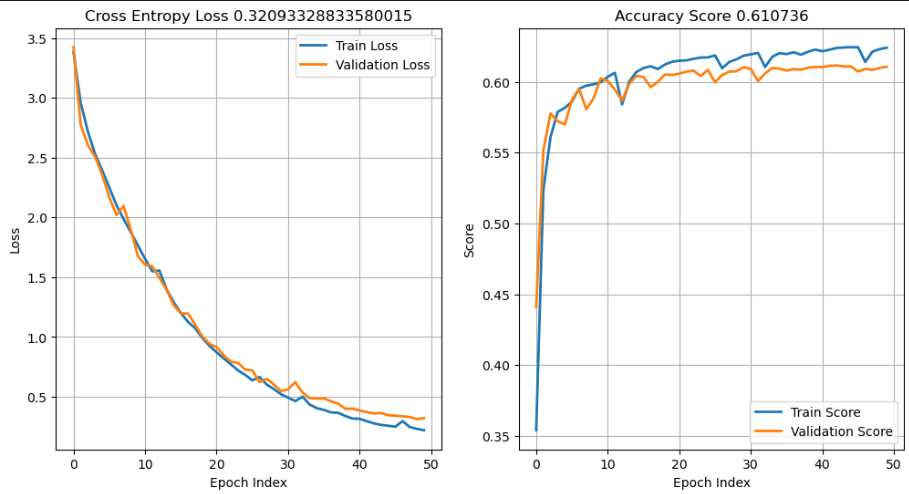 Cross Entropy Loss 0.32093328833580015
3.5
3.0
2.5
2.0
1.5
1.0
0.5
0
10
20
30
40
50
Loss
Epoch Index
Train Loss
Validation Loss
Accuracy Score 0.610736
0.60
0.55
0.50
0.45
0.40
0.35
0
10
20
30
40
50
Score
Epoch Index
Train Score
Validation Score